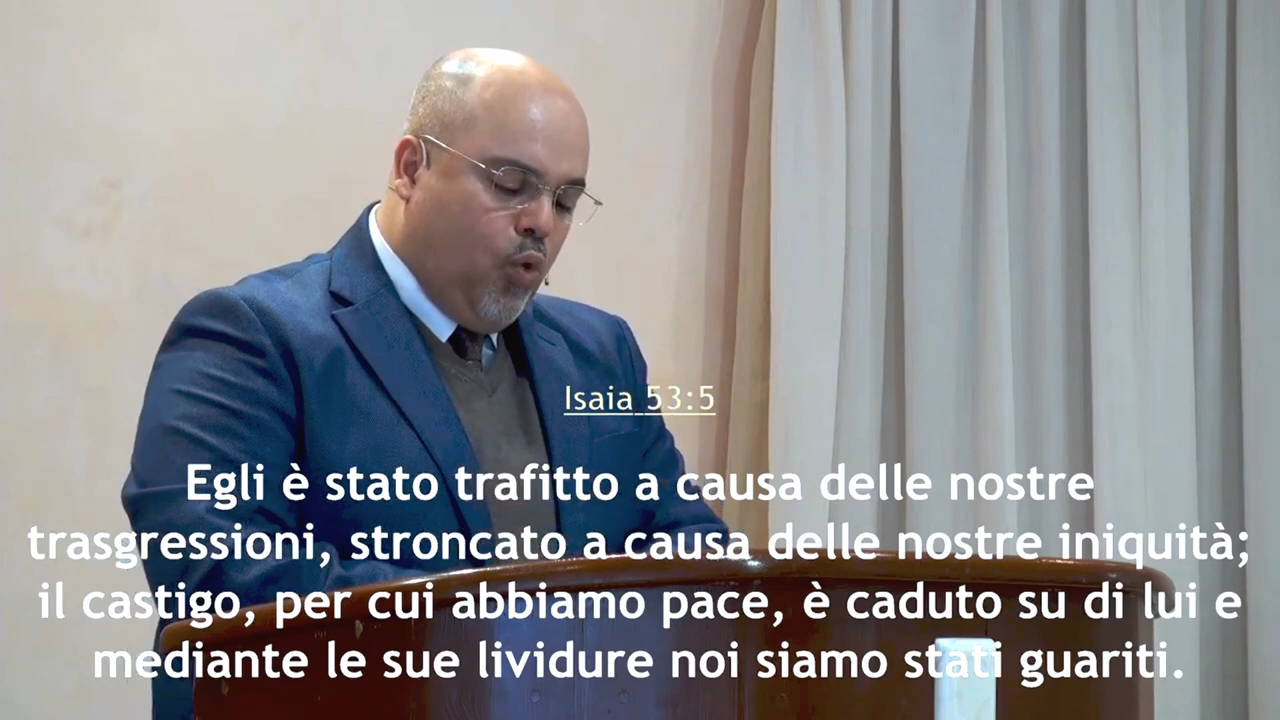 Isaia 53:5
Egli è stato trafitto a causa delle nostre
trasgressioni, stroncato a causa delle nostre iniquità;
il castigo, per cui abbiamo pace, è caduto su di lui e
mediante le sue lividure noi siamo stati guariti.